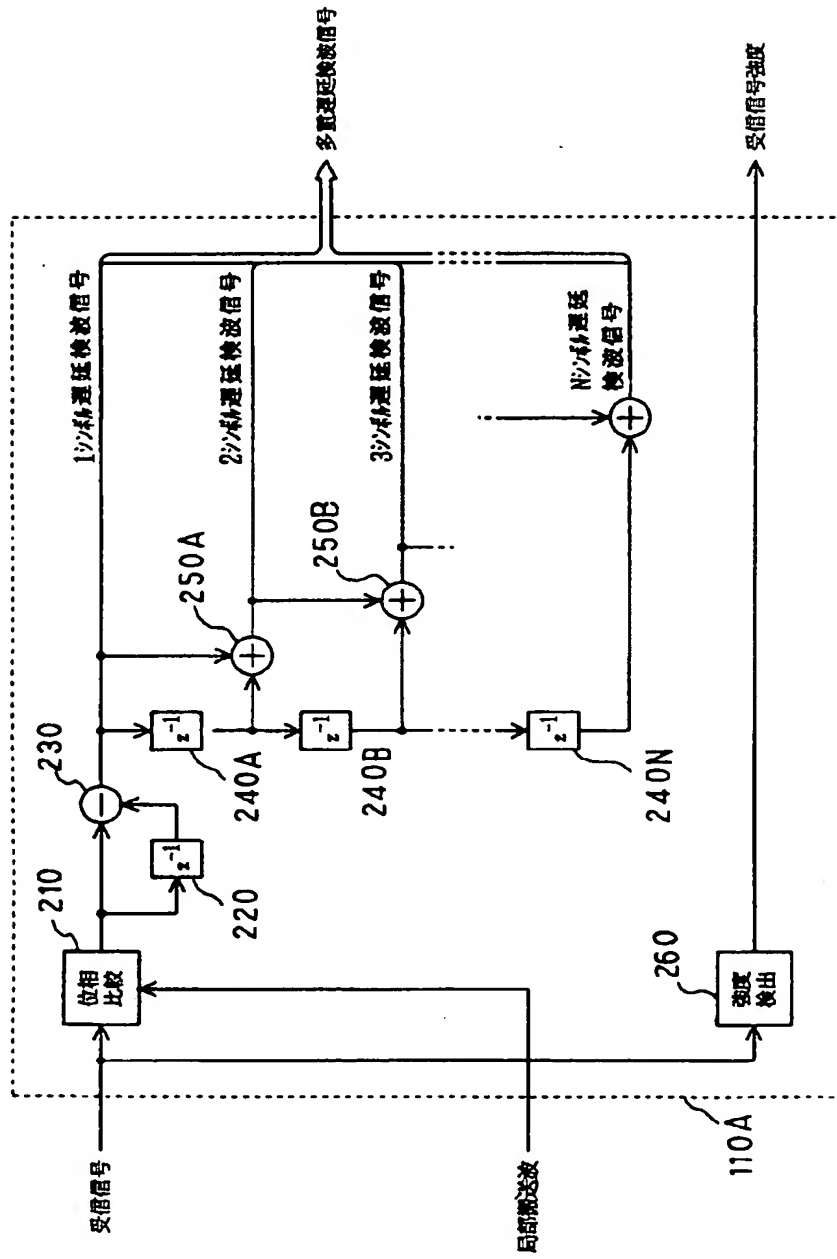 受信信号
局部搬送波
210
位相
比較
220
z⁻¹
230
−
1シンボル遅延検波信号
240A
z⁻¹
250A
+
2シンボル遅延検波信号
240B
z⁻¹
250B
+
3シンボル遅延検波信号
240N
z⁻¹
+
Nシンボル遅延
検波信号
多重遅延検波信号
260
強度
検出
受信信号強度
110A